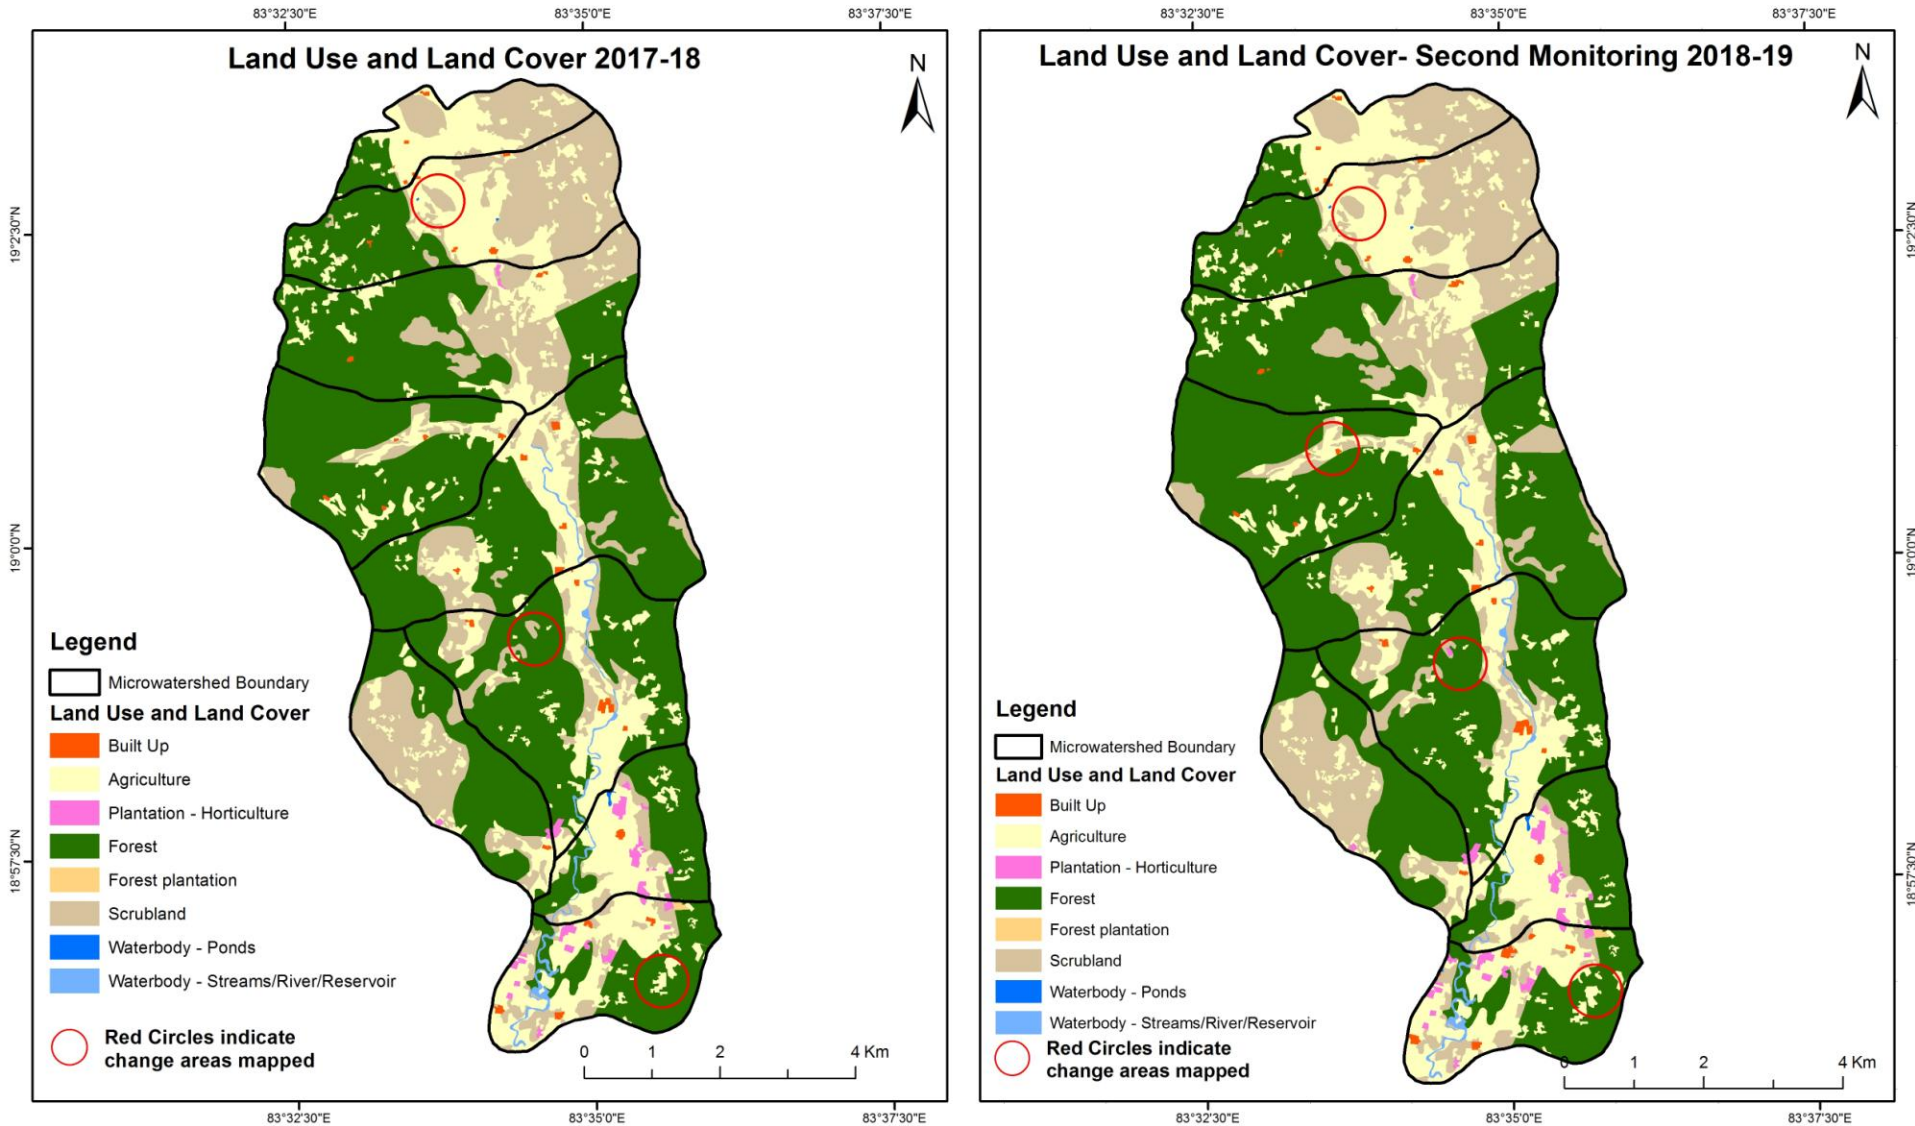 83°32'30"E 83°35'0"E 83°37'30"E
Land Use and Land Cover 2017-18
N
19°2'30"N
19°0'0"N
18°57'30"N
Legend
Microwatershed Boundary
Land Use and Land Cover
Built Up
Agriculture
Plantation - Horticulture
Forest
Forest plantation
Scrubland
Waterbody - Ponds
Waterbody - Streams/River/Reservoir
Red Circles indicate
change areas mapped
0 1 2 4 Km
83°32'30"E 83°35'0"E 83°37'30"E
83°32'30"E 83°35'0"E 83°37'30"E
Land Use and Land Cover- Second Monitoring 2018-19
N
19°2'30"N
19°0'0"N
18°57'30"N
Legend
Microwatershed Boundary
Land Use and Land Cover
Built Up
Agriculture
Plantation - Horticulture
Forest
Forest plantation
Scrubland
Waterbody - Ponds
Waterbody - Streams/River/Reservoir
Red Circles indicate
change areas mapped
0 1 2 4 Km
83°32'30"E 83°35'0"E 83°37'30"E